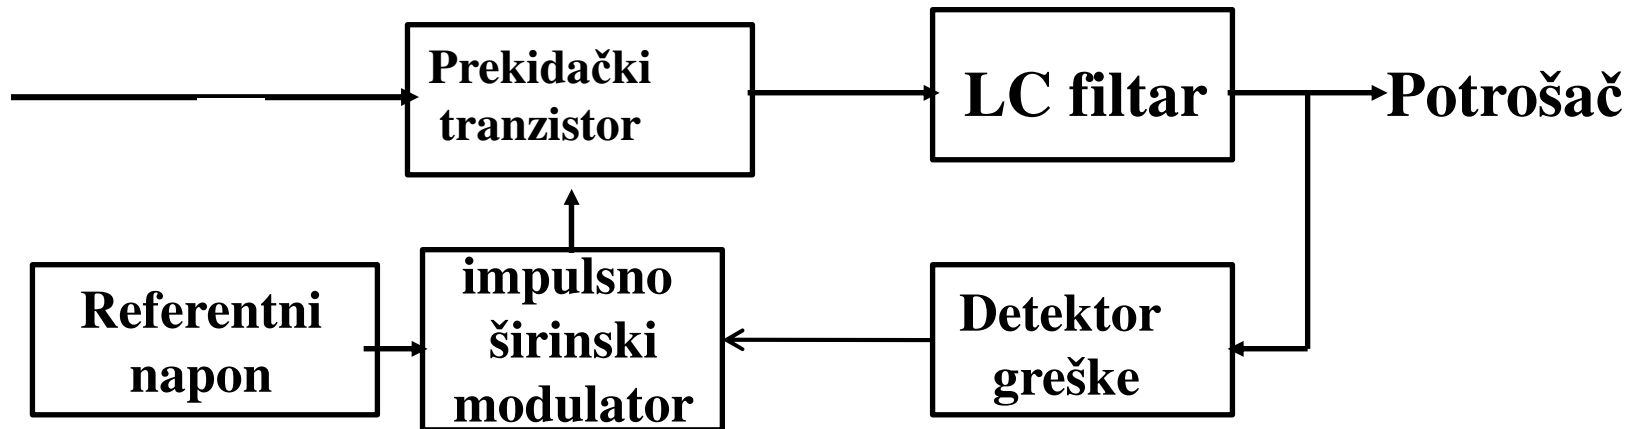 Prekidački
tranzistor
LC filtar
Potrošač
Referentni
napon
impulsno
širinski
modulator
Detektor
greške